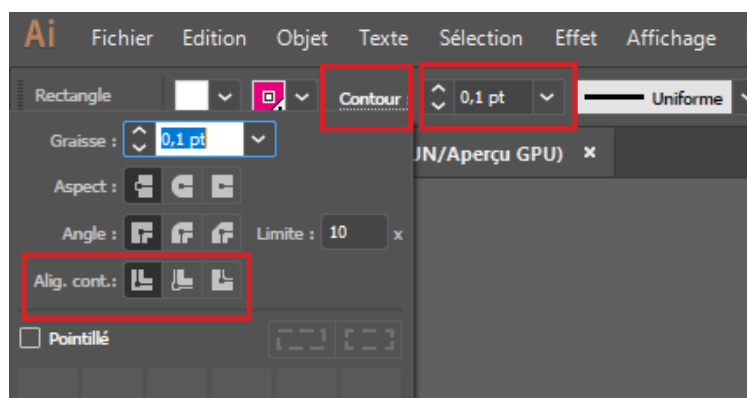 Ai Fichier Edition Objet Texte Sélection Effet Affichage
Rectangle Contour : 0,1 pt Uniforme
Graisse : 0,1 pt
JN/Aperçu GPU) ×
Aspect :
Angle : Limite : 10 x
Alig. cont.:
Pointillé